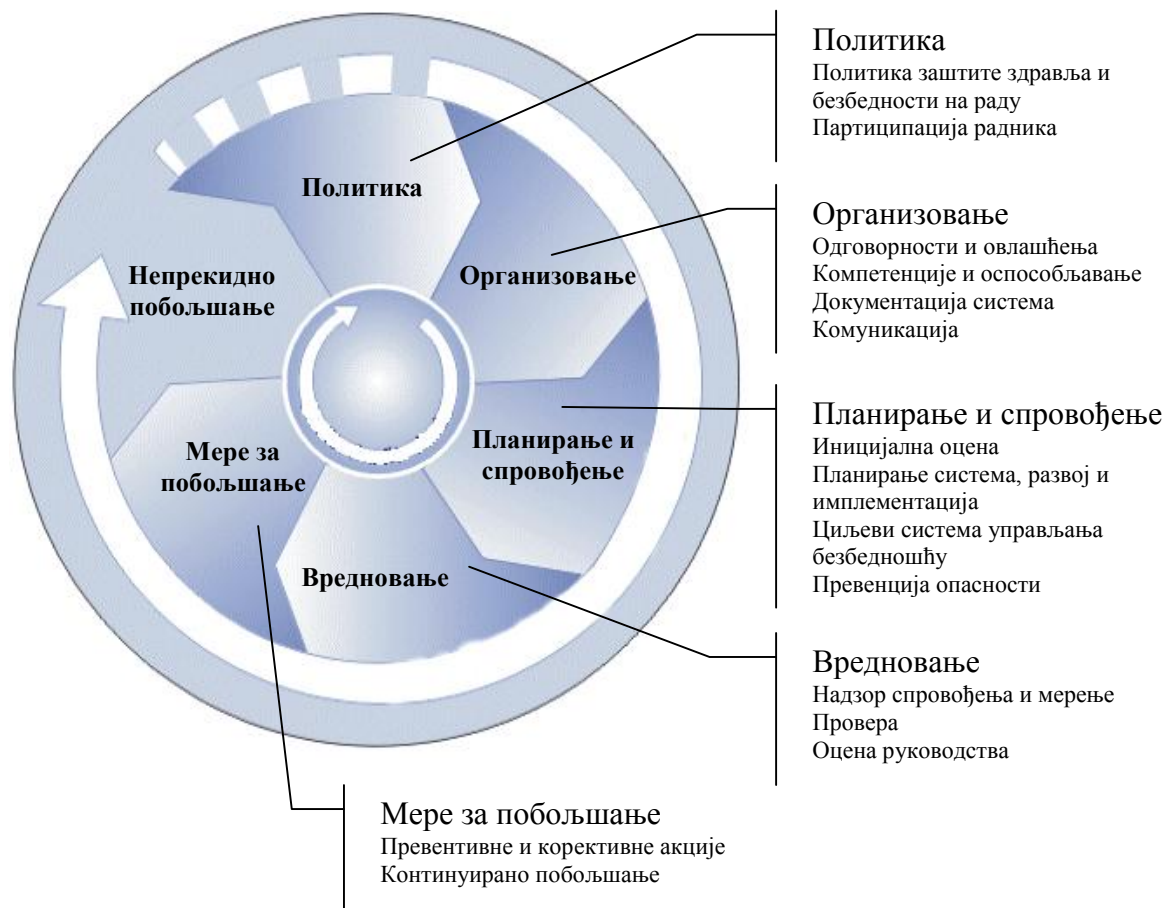 Политика
Организовање
Непрекидно
побољшање
Планирање и
спровођење
Мере за
побољшање
Вредновање
Политика
Политика заштите здравља и
безбедности на раду
Партиципација радника
Организовање
Одговорности и овлашћења
Компетенције и оспособљавање
Документација система
Комуникација
Планирање и спровођење
Иницијална оцена
Планирање система, развој и
имплементација
Циљеви система управљања
безбедношћу
Превенција опасности
Вредновање
Надзор спровођења и мерење
Провера
Оцена руководства
Мере за побољшање
Превентивне и корективне акције
Континуирано побољшање